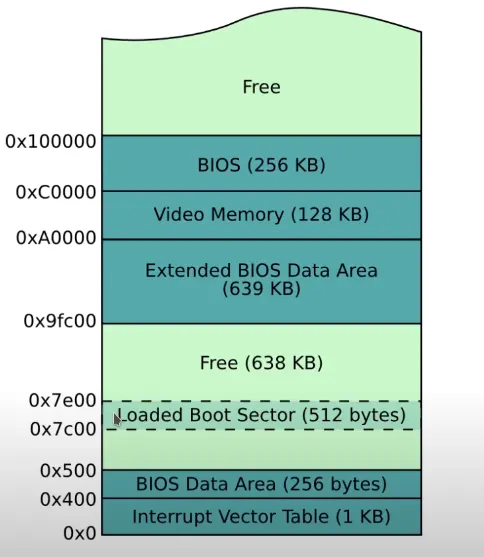 Free
0x100000
BIOS (256 KB)
0xC0000
Video Memory (128 KB)
0xA0000
Extended BIOS Data Area
(639 KB)
0x9fc00
Free (638 KB)
0x7e00
Loaded Boot Sector (512 bytes)
0x7c00
0x500
BIOS Data Area (256 bytes)
0x400
Interrupt Vector Table (1 KB)
0x0